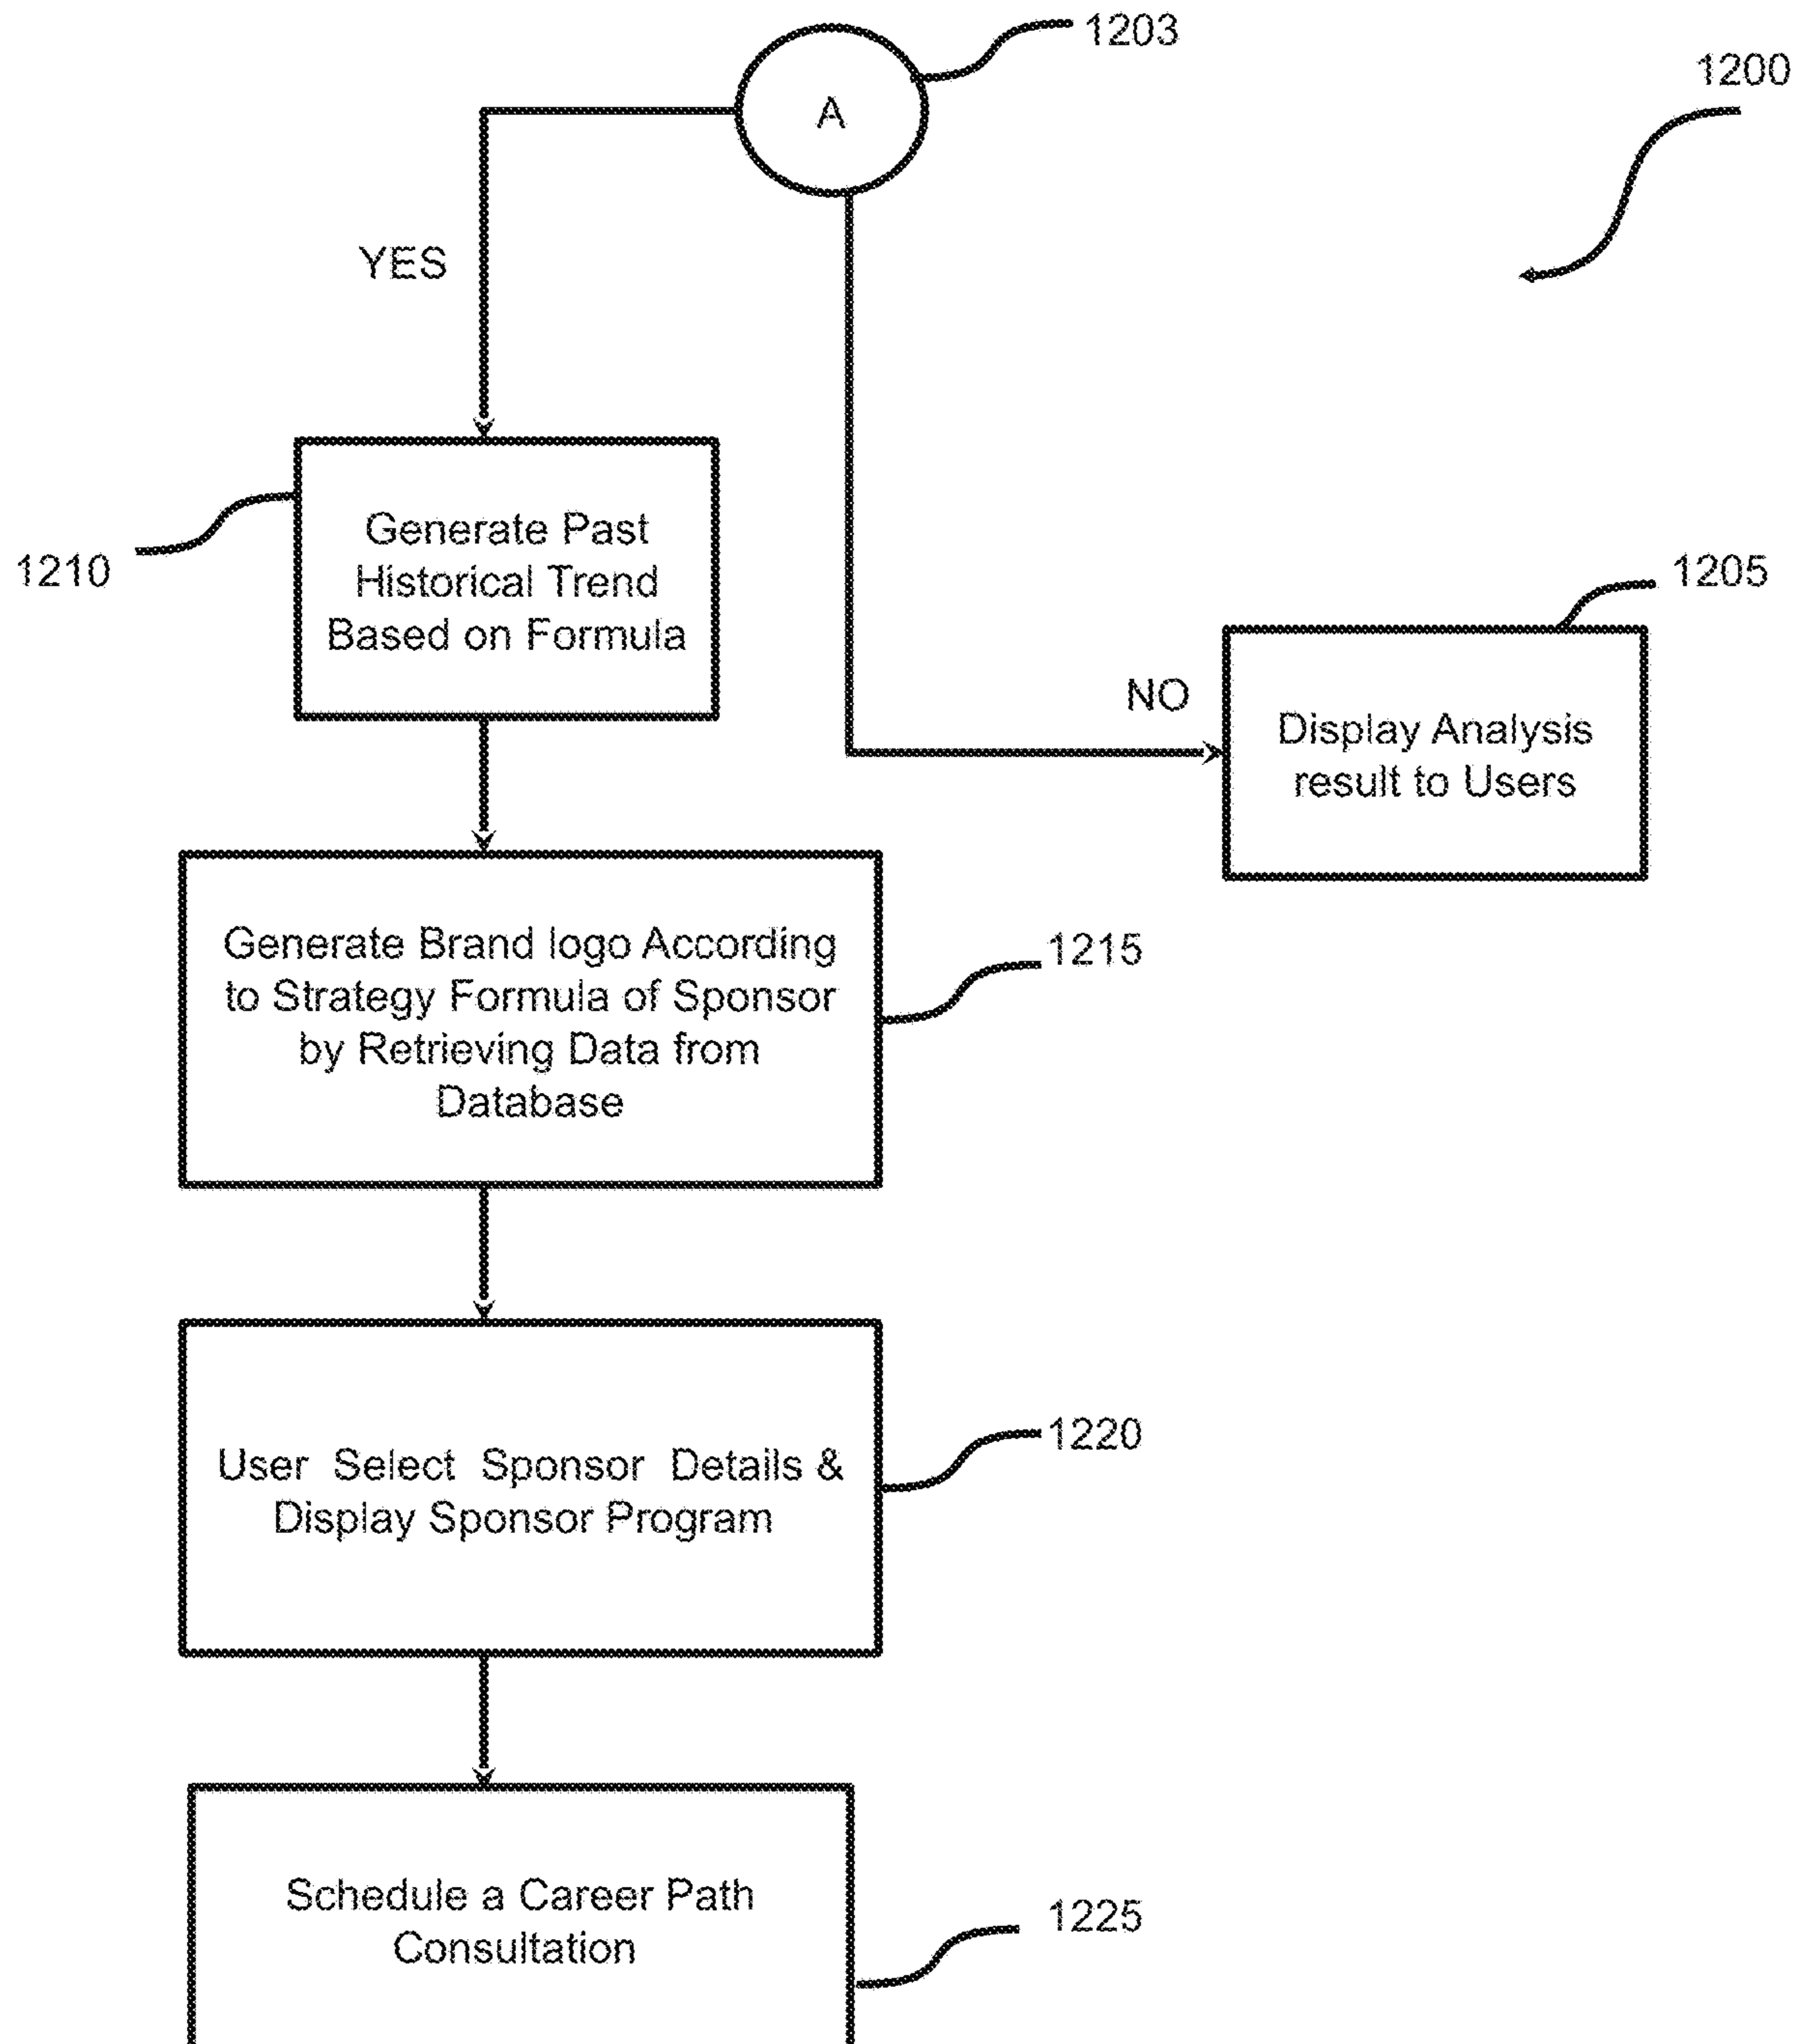 1203
1200
A
YES
Generate Past
Historical Trend
Based on Formula
1210
1205
NO
Display Analysis
result to Users
Generate Brand logo According
to Strategy Formula of Sponsor
by Retrieving Data from
Database
1215
User Select Sponsor Details &
Display Sponsor Program
1220
Schedule a Career Path
Consultation
1225